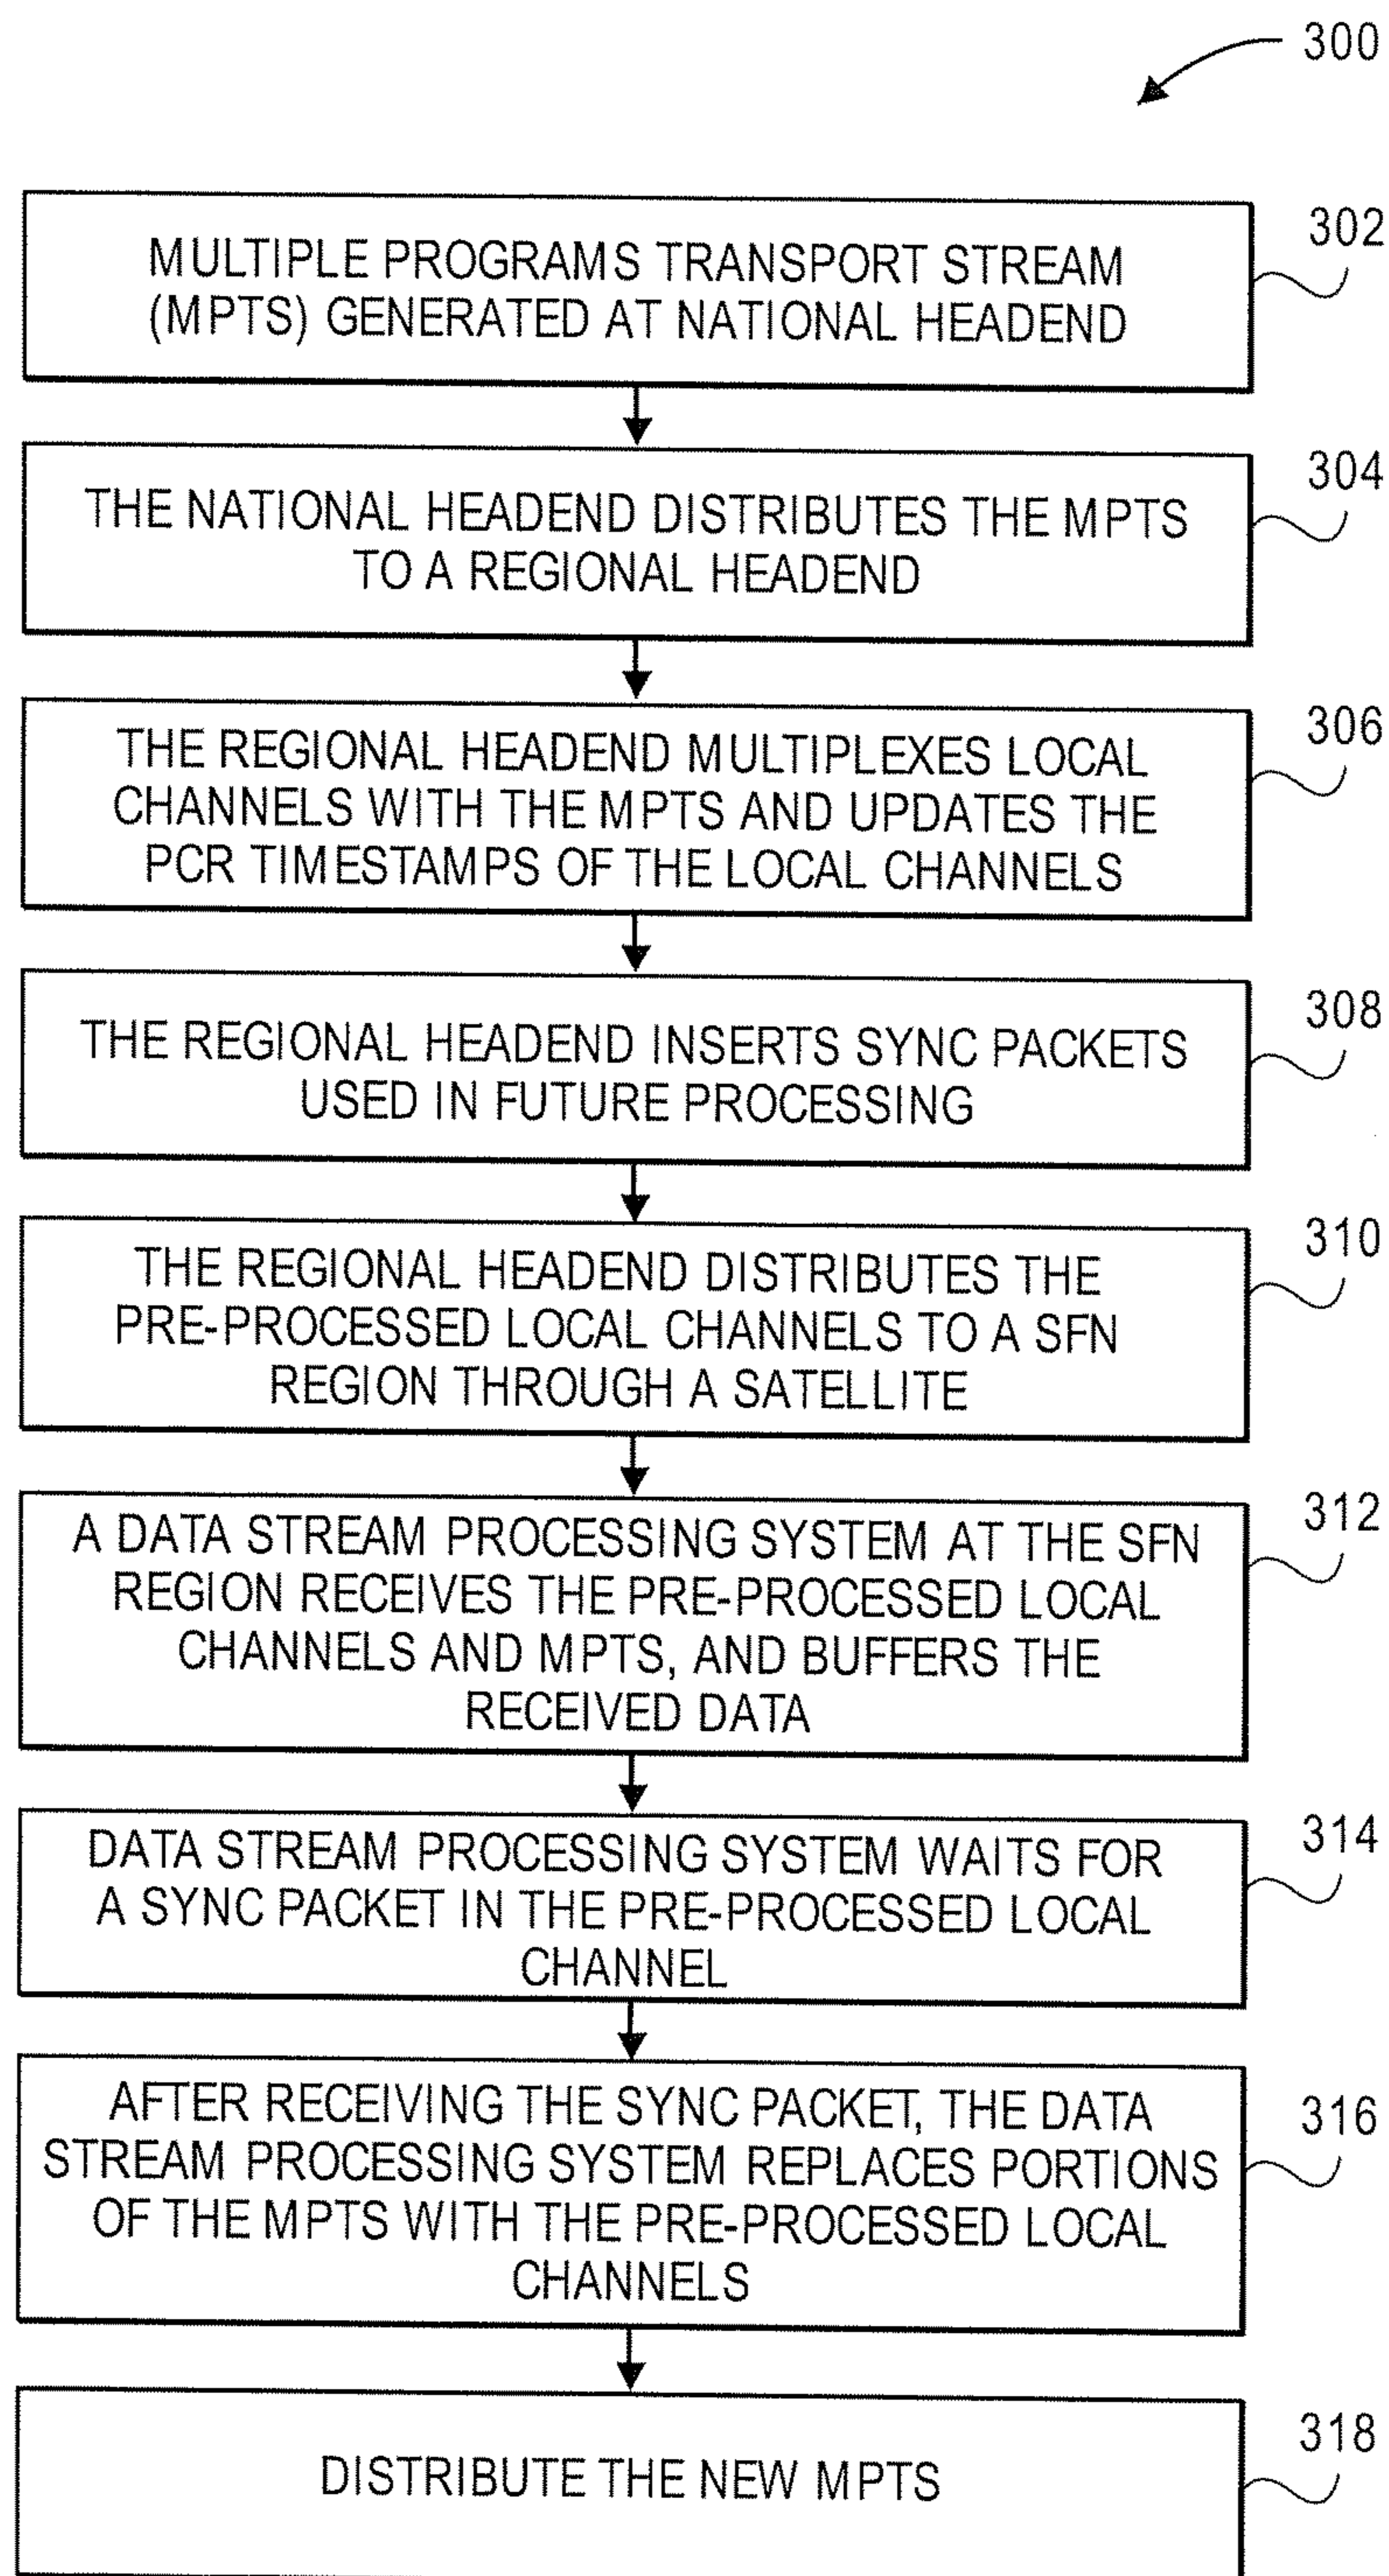 300
MULTIPLE PROGRAMS TRANSPORT STREAM
(MPTS) GENERATED AT NATIONAL HEADEND
302
THE NATIONAL HEADEND DISTRIBUTES THE MPTS
TO A REGIONAL HEADEND
304
THE REGIONAL HEADEND MULTIPLEXES LOCAL
CHANNELS WITH THE MPTS AND UPDATES THE
PCR TIMESTAMPS OF THE LOCAL CHANNELS
306
THE REGIONAL HEADEND INSERTS SYNC PACKETS
USED IN FUTURE PROCESSING
308
THE REGIONAL HEADEND DISTRIBUTES THE
PRE-PROCESSED LOCAL CHANNELS TO A SFN
REGION THROUGH A SATELLITE
310
A DATA STREAM PROCESSING SYSTEM AT THE SFN
REGION RECEIVES THE PRE-PROCESSED LOCAL
CHANNELS AND MPTS, AND BUFFERS THE
RECEIVED DATA
312
DATA STREAM PROCESSING SYSTEM WAITS FOR
A SYNC PACKET IN THE PRE-PROCESSED LOCAL
CHANNEL
314
AFTER RECEIVING THE SYNC PACKET, THE DATA
STREAM PROCESSING SYSTEM REPLACES PORTIONS
OF THE MPTS WITH THE PRE-PROCESSED LOCAL
CHANNELS
316
DISTRIBUTE THE NEW MPTS
318